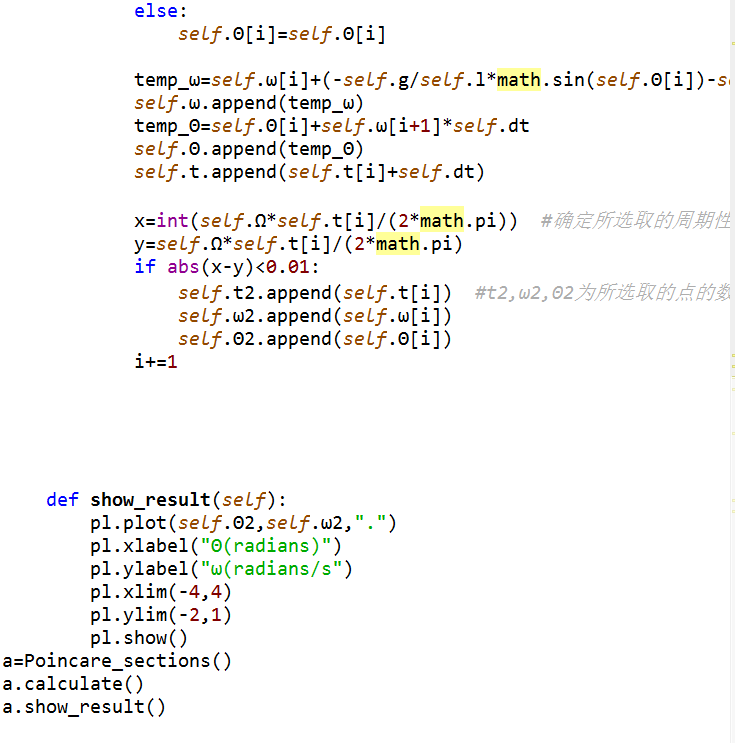 else:
self.Θ[i]=self.Θ[i]
temp_ω=self.ω[i]+(-self.g/self.l*math.sin(self.Θ[i])-se
self.ω.append(temp_ω)
temp_Θ=self.Θ[i]+self.ω[i+1]*self.dt
self.Θ.append(temp_Θ)
self.t.append(self.t[i]+self.dt)
x=int(self.Ω*self.t[i]/(2*math.pi)) #确定所选取的周期性
y=self.Ω*self.t[i]/(2*math.pi)
if abs(x-y)<0.01:
self.t2.append(self.t[i]) #t2,ω2,Θ2为所选取的点的数
self.ω2.append(self.ω[i])
self.Θ2.append(self.Θ[i])
i+=1
def show_result(self):
pl.plot(self.Θ2,self.ω2,".")
pl.xlabel("Θ(radians)")
pl.ylabel("ω(radians/s")
pl.xlim(-4,4)
pl.ylim(-2,1)
pl.show()
a=Poincare_sections()
a.calculate()
a.show_result()